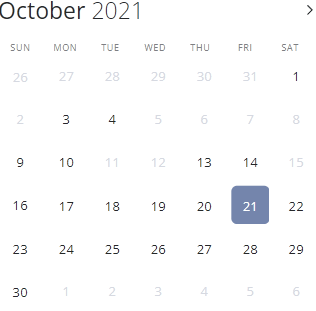 October 2021
SUN MON TUE WED THU FRI SAT
26 27 28 29 30 31 1
2 3 4 5 6 7 8
9 10 11 12 13 14 15
16 17 18 19 20 21 22
23 24 25 26 27 28 29
30 1 2 3 4 5 6